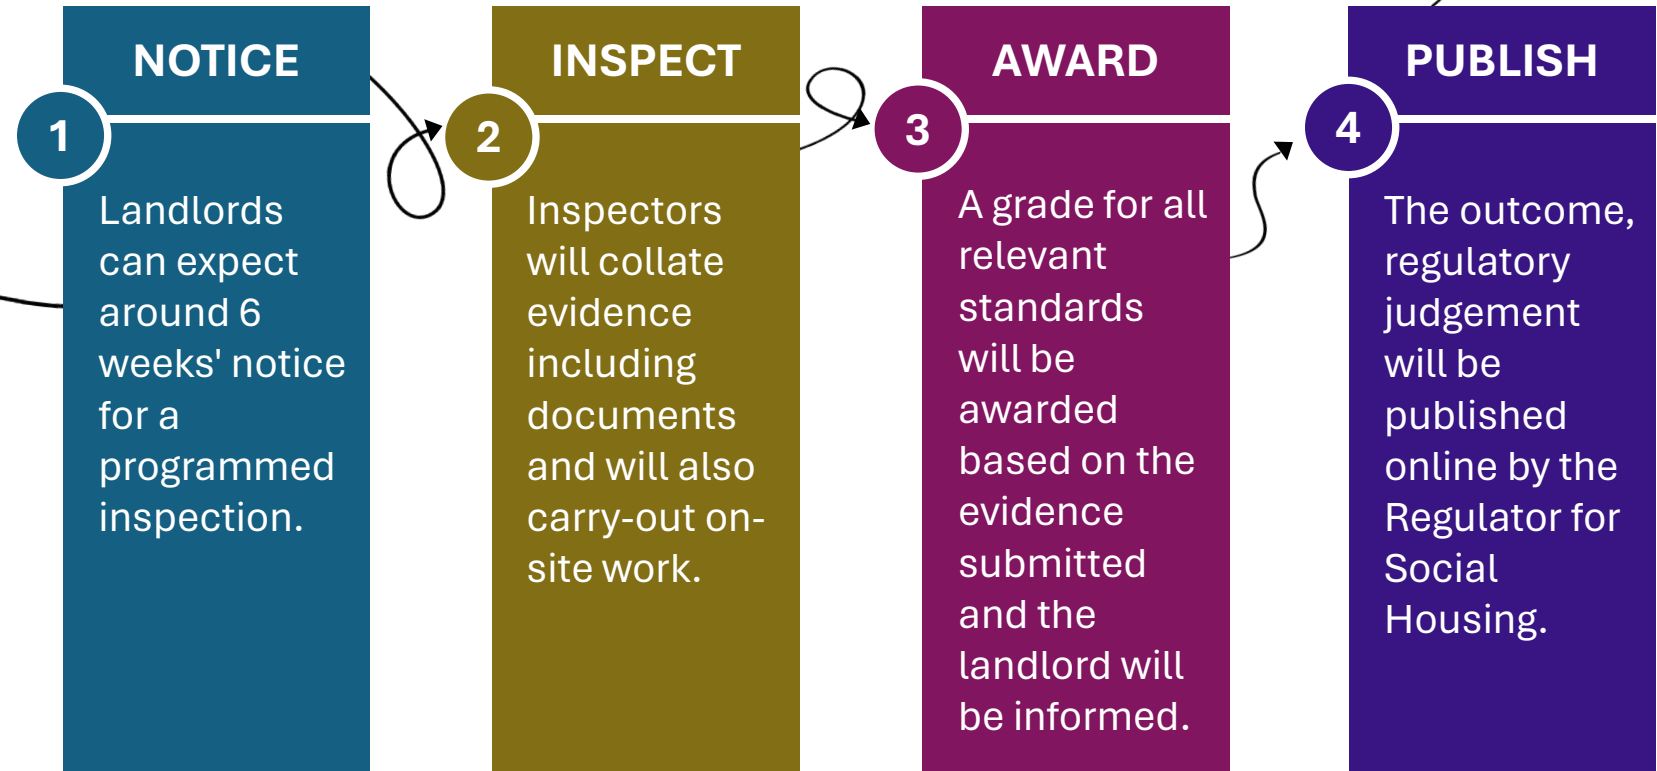 NOTICE
1
Landlords
can expect
around 6
weeks' notice
for a
programmed
inspection.
INSPECT
2
Inspectors
will collate
evidence
including
documents
and will also
carry-out on-
site work.
AWARD
3
A grade for all
relevant
standards
will be
awarded
based on the
evidence
submitted
and the
landlord will
be informed.
PUBLISH
4
The outcome,
regulatory
judgement
will be
published
online by the
Regulator for
Social
Housing.